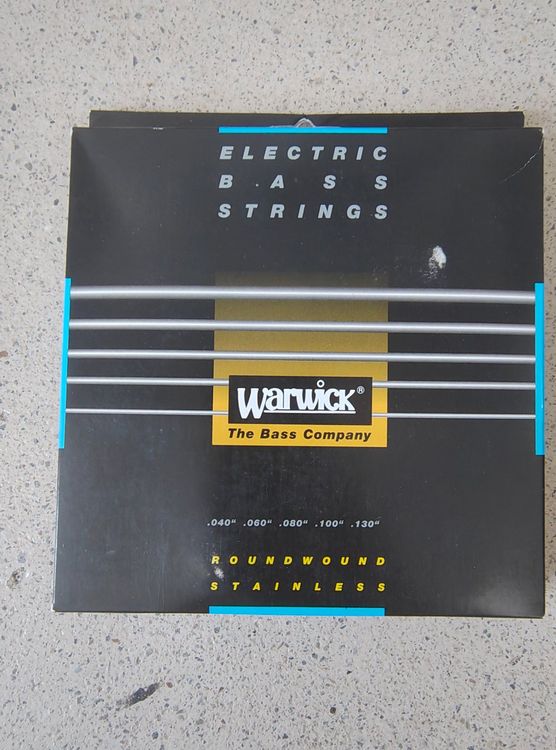 ELECTRIC
BASS
STRINGS
Warwick®
The Bass Company
.040" .060" .080" .100" .130"
ROUNDWOUND
STAINLESS